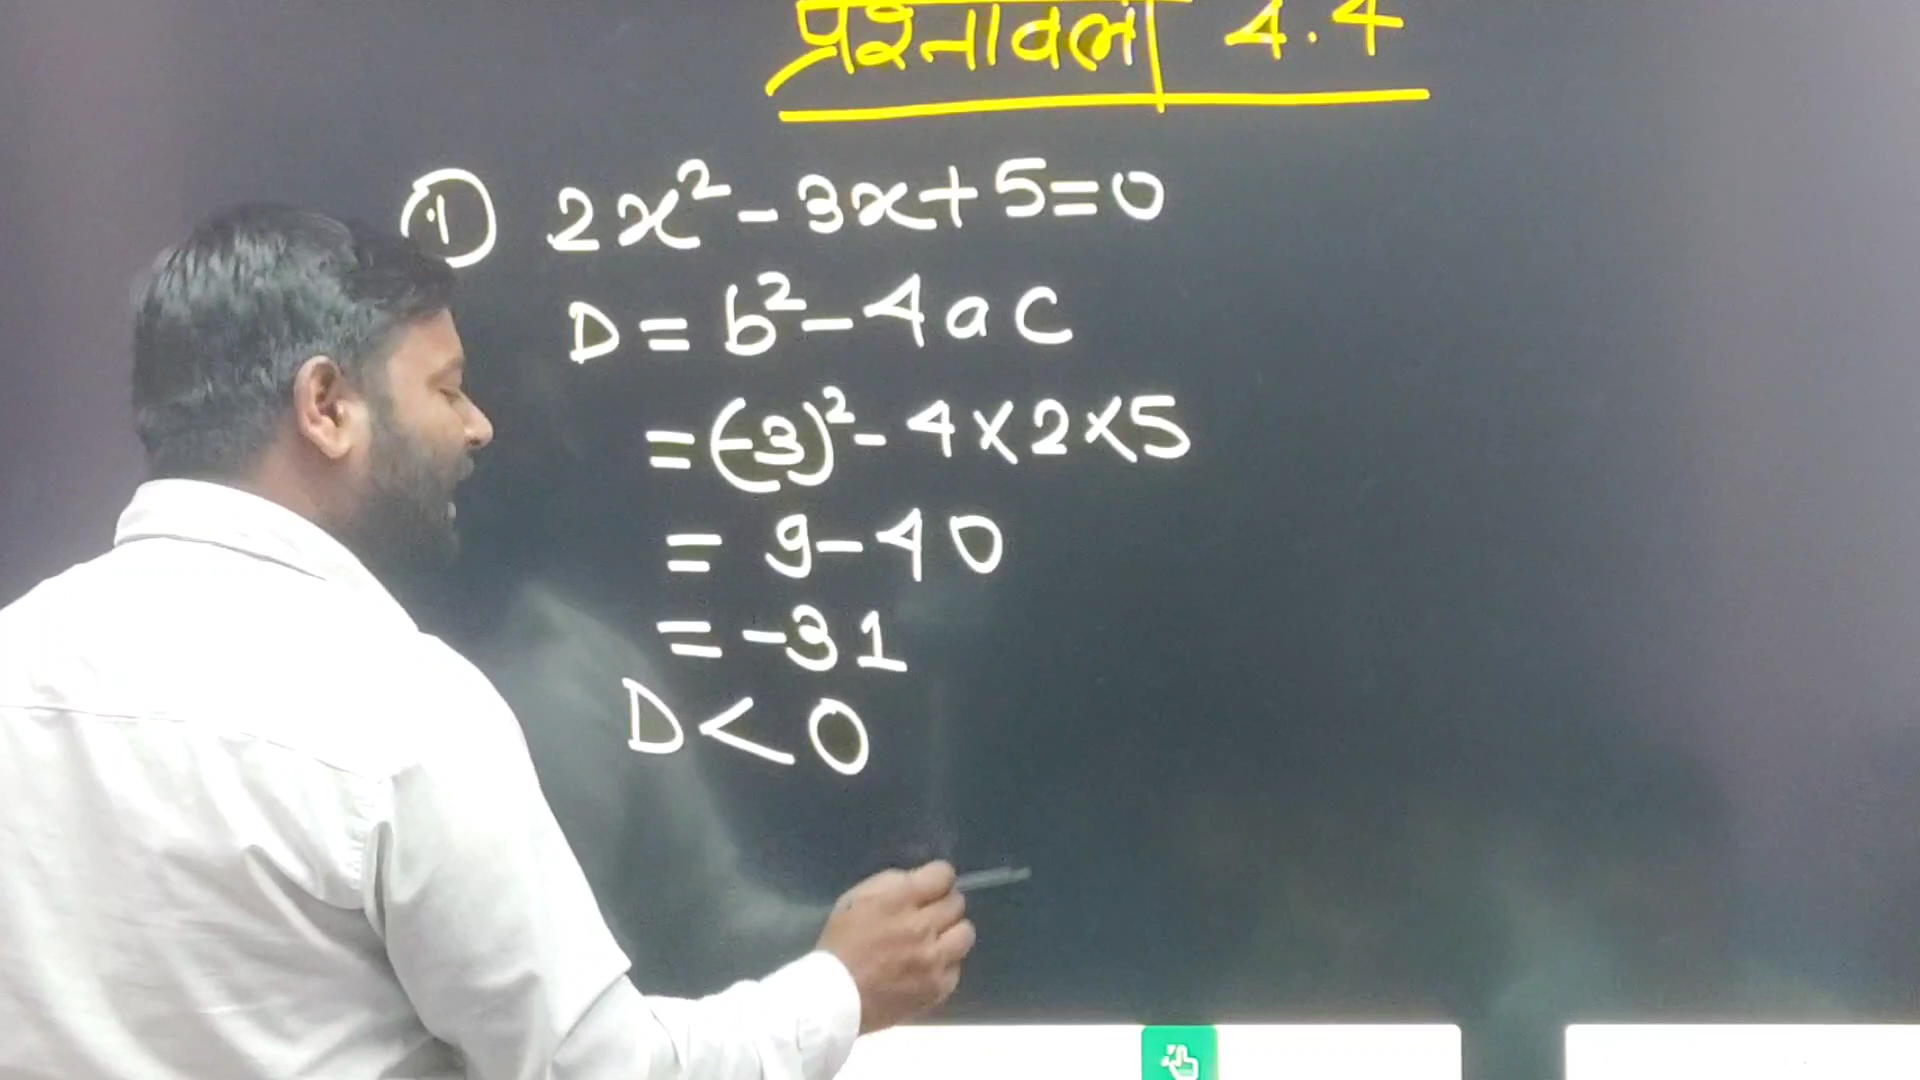 प्रश्नावली 4.4
① 2x² - 3x + 5 = 0
D = b² - 4ac
= (-3)² - 4 × 2 × 5
= 9 - 40
= -31
D < 0